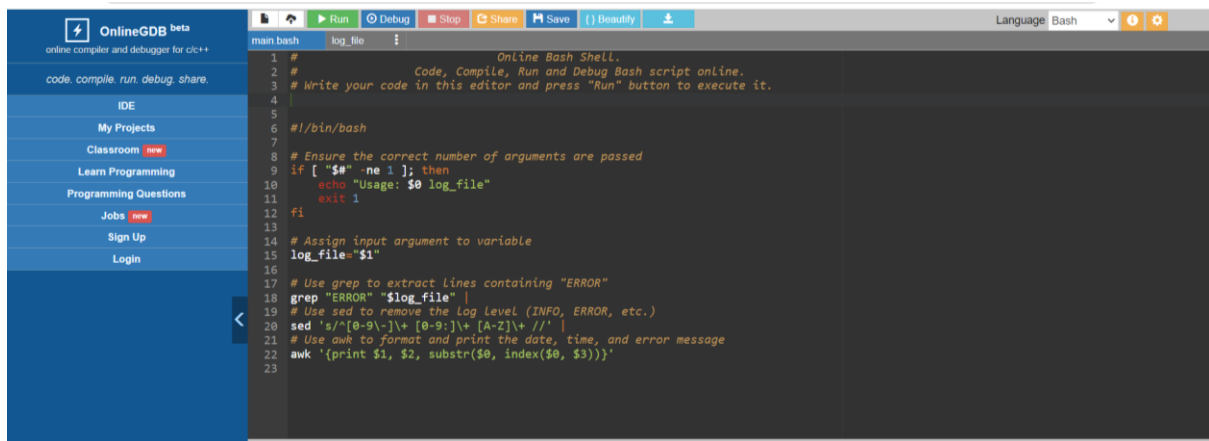 OnlineGDB beta
online compiler and debugger for c/c++
code. compile. run. debug. share.
IDE
My Projects
Classroom new
Learn Programming
Programming Questions
Jobs new
Sign Up
Login
Run Debug Stop Share Save { } Beautify
Language Bash
main.bash log_file
1 # Online Bash Shell.
2 # Code, Compile, Run and Debug Bash script online.
3 # Write your code in this editor and press "Run" button to execute it.
4
5
6 #!/bin/bash
7
8 # Ensure the correct number of arguments are passed
9 if [ "$#" -ne 1 ]; then
10 echo "Usage: $0 log_file"
11 exit 1
12 fi
13
14 # Assign input argument to variable
15 log_file="$1"
16
17 # Use grep to extract lines containing "ERROR"
18 grep "ERROR" "$log_file" |
19 # Use sed to remove the log level (INFO, ERROR, etc.)
20 sed 's/^[0-9\-]\+ [0-9:]\+ [A-Z]\+ //' |
21 # Use awk to format and print the date, time, and error message
22 awk '{print $1, $2, substr($0, index($0, $3))}'
23